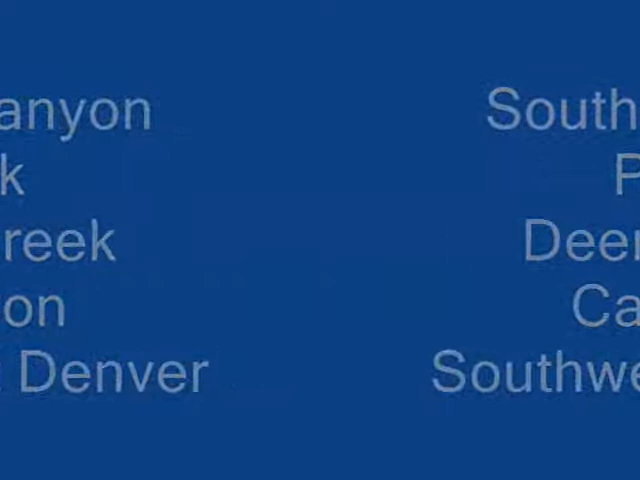 anyon South
k P
reek Deer
on Ca
Denver Southwe